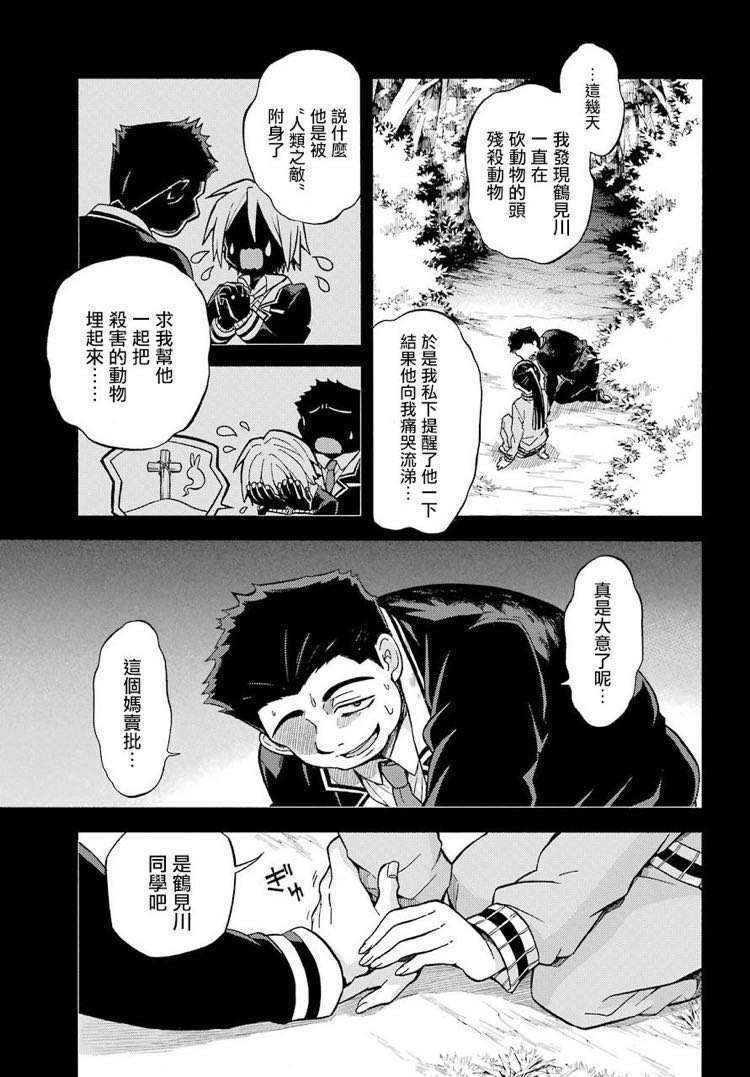 …這幾天
我發現鶴見川
一直在
砍動物的頭
殘殺動物
於是我私下提醒了他一下
結果他向我痛哭流涕…
說什麼
他是被
“人類之敵”
附身了
求我幫他
一起把
殺害的動物
埋起來……
真是大意了呢…
這個媽賣批…
是鶴見川
同學吧
ギュ